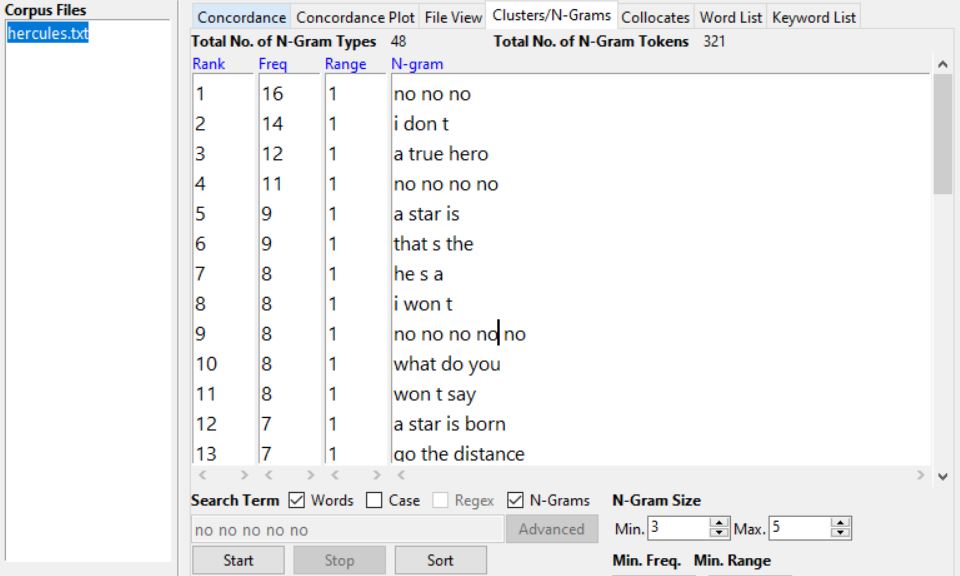 Corpus Files
hercules.txt
Concordance Concordance Plot File View Clusters/N-Grams Collocates Word List Keyword List
Total No. of N-Gram Types 48 Total No. of N-Gram Tokens 321
Rank Freq Range N-gram
1 16 1 no no no
2 14 1 i don t
3 12 1 a true hero
4 11 1 no no no no
5 9 1 a star is
6 9 1 that s the
7 8 1 he s a
8 8 1 i won t
9 8 1 no no no no no
10 8 1 what do you
11 8 1 won t say
12 7 1 a star is born
13 7 1 go the distance
Search Term Words Case Regex N-Grams N-Gram Size
no no no no no Advanced Min. 3 Max. 5
Start Stop Sort Min. Freq. Min. Range